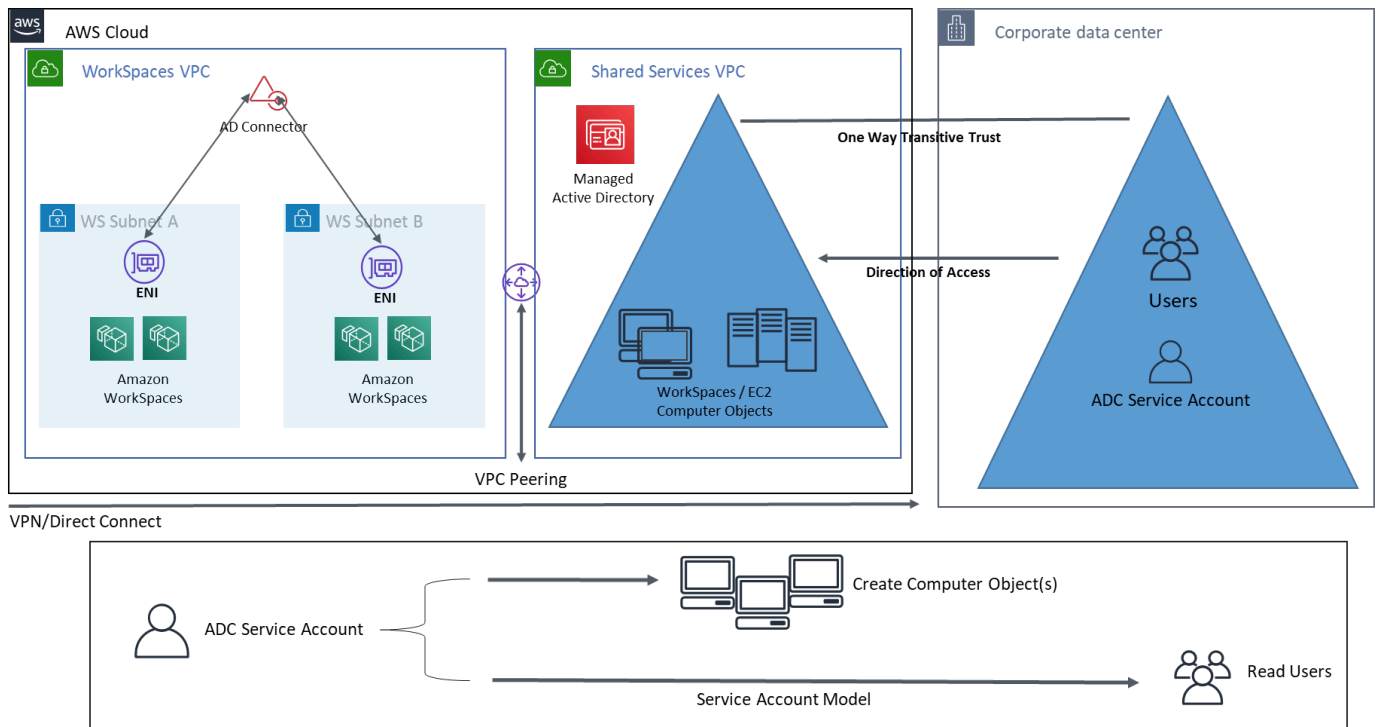 aws
AWS Cloud
WorkSpaces VPC
AD Connector
WS Subnet A
ENI
Amazon
WorkSpaces
WS Subnet B
ENI
Amazon
WorkSpaces
Shared Services VPC
Managed
Active Directory
WorkSpaces / EC2
Computer Objects
VPC Peering
Corporate data center
One Way Transitive Trust
Direction of Access
Users
ADC Service Account
VPN/Direct Connect
ADC Service Account
Create Computer Object(s)
Read Users
Service Account Model